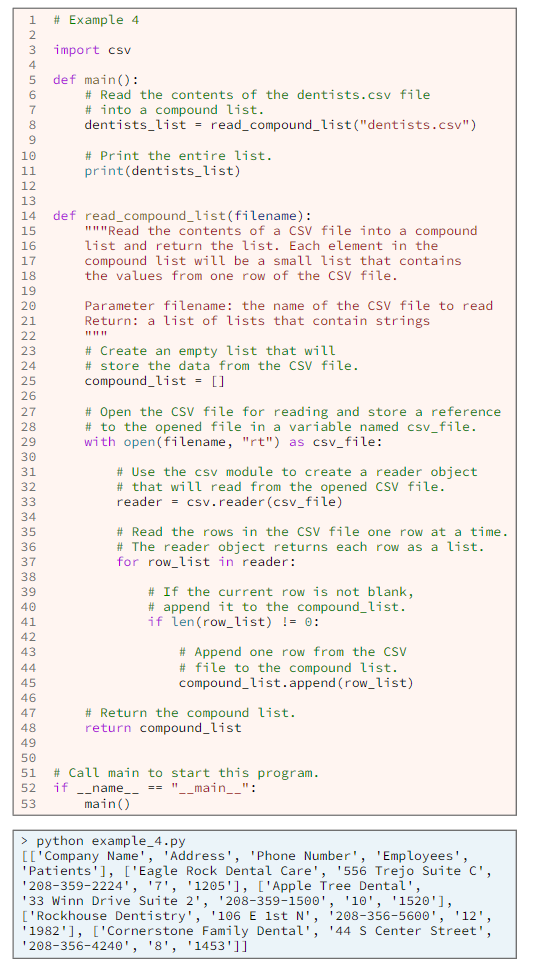 1 # Example 4
2
3 import csv
4
5 def main():
6     # Read the contents of the dentists.csv file
7     # into a compound list.
8     dentists_list = read_compound_list("dentists.csv")
9
10     # Print the entire list.
11     print(dentists_list)
12
13
14 def read_compound_list(filename):
15     """Read the contents of a CSV file into a compound
16     list and return the list. Each element in the
17     compound list will be a small list that contains
18     the values from one row of the CSV file.
19
20     Parameter filename: the name of the CSV file to read
21     Return: a list of lists that contain strings
22     """
23     # Create an empty list that will
24     # store the data from the CSV file.
25     compound_list = []
26
27     # Open the CSV file for reading and store a reference
28     # to the opened file in a variable named csv_file.
29     with open(filename, "rt") as csv_file:
30
31         # Use the csv module to create a reader object
32         # that will read from the opened CSV file.
33         reader = csv.reader(csv_file)
34
35         # Read the rows in the CSV file one row at a time.
36         # The reader object returns each row as a list.
37         for row_list in reader:
38
39             # If the current row is not blank,
40             # append it to the compound_list.
41             if len(row_list) != 0:
42
43                 # Append one row from the CSV
44                 # file to the compound list.
45                 compound_list.append(row_list)
46
47     # Return the compound list.
48     return compound_list
49
50
51 # Call main to start this program.
52 if __name__ == "__main__":
53     main()
> python example_4.py
[['Company Name', 'Address', 'Phone Number', 'Employees',
'Patients'], ['Eagle Rock Dental Care', '556 Trejo Suite C',
'208-359-2224', '7', '1205'], ['Apple Tree Dental',
'33 Winn Drive Suite 2', '208-359-1500', '10', '1520'],
['Rockhouse Dentistry', '106 E 1st N', '208-356-5600', '12',
'1982'], ['Cornerstone Family Dental', '44 S Center Street',
'208-356-4240', '8', '1453']]